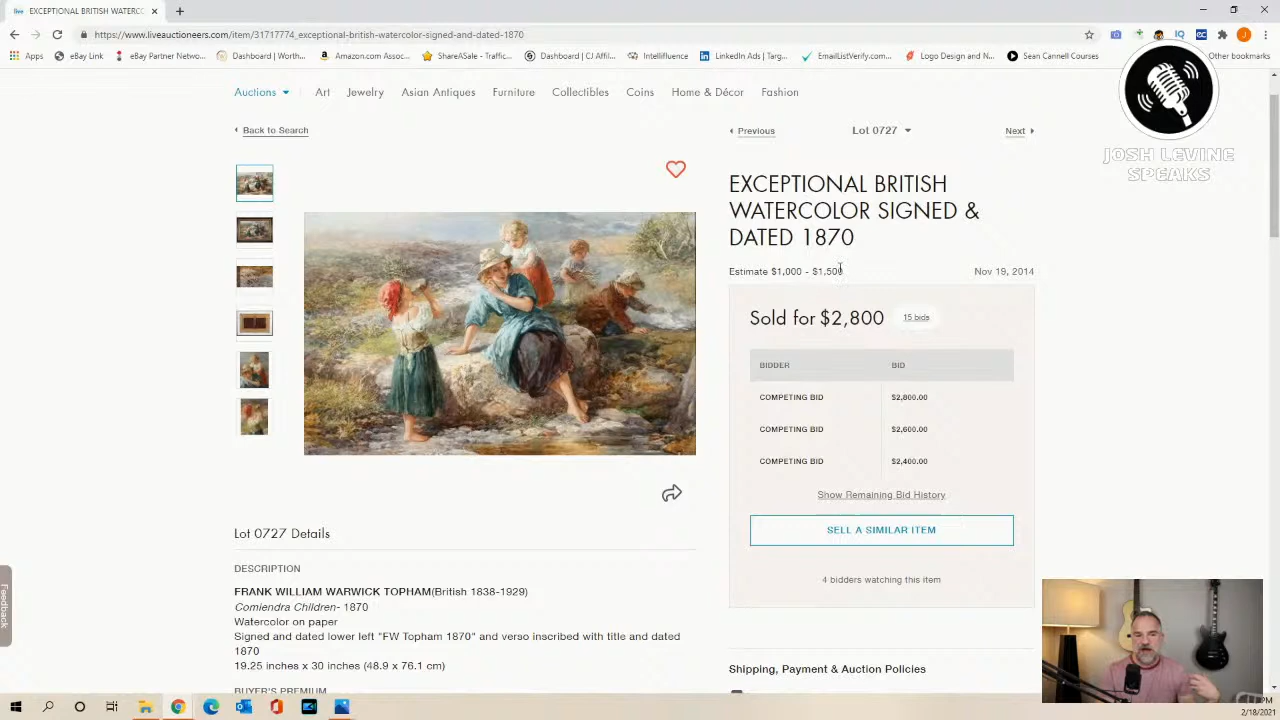 EXCEPTIONAL BRITISH WATERC
https://www.liveauctioneers.com/item/31717774_exceptional-british-watercolor-signed-and-dated-1870
Apps
eBay Link
eBay Partner Netwo...
Dashboard | Worth...
Amazon.com Assoc...
ShareASale - Traffic...
Dashboard | CJ Affil...
Intellifluence
LinkedIn Ads | Targ...
EmailListVerify.com...
Logo Design and N...
Sean Cannell Courses
Other bookmarks
Auctions
Art
Jewelry
Asian Antiques
Furniture
Collectibles
Coins
Home & Décor
Fashion
JOSH LEVINE
SPEAKS
Back to Search
Previous
Lot 0727
Next
EXCEPTIONAL BRITISH
WATERCOLOR SIGNED &
DATED 1870
Estimate $1,000 - $1,500
Nov 19, 2014
Sold for $2,800
15 bids
BIDDER
BID
COMPETING BID
$2,800.00
COMPETING BID
$2,600.00
COMPETING BID
$2,400.00
Show Remaining Bid History
SELL A SIMILAR ITEM
4 bidders watching this item
Shipping, Payment & Auction Policies
Lot 0727 Details
DESCRIPTION
FRANK WILLIAM WARWICK TOPHAM(British 1838-1929)
Comiendra Children- 1870
Watercolor on paper
Signed and dated lower left "FW Topham 1870" and verso inscribed with title and dated
1870
19.25 inches x 30 inches (48.9 x 76.1 cm)
BUYER'S PREMIUM
Feedback
2/18/2021